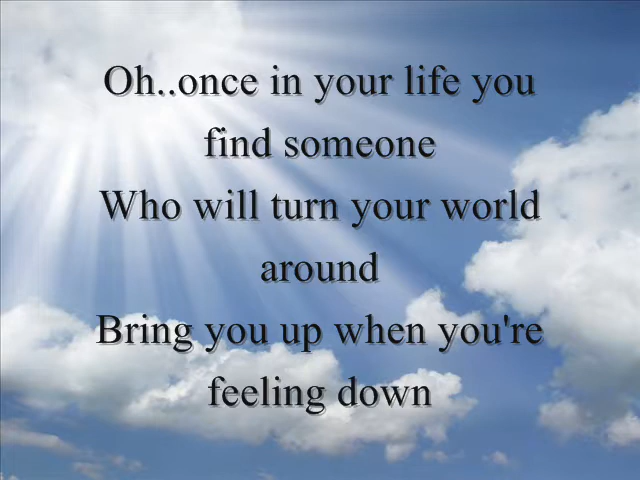 Oh..once in your life you
find someone
Who will turn your world
around
Bring you up when you're
feeling down